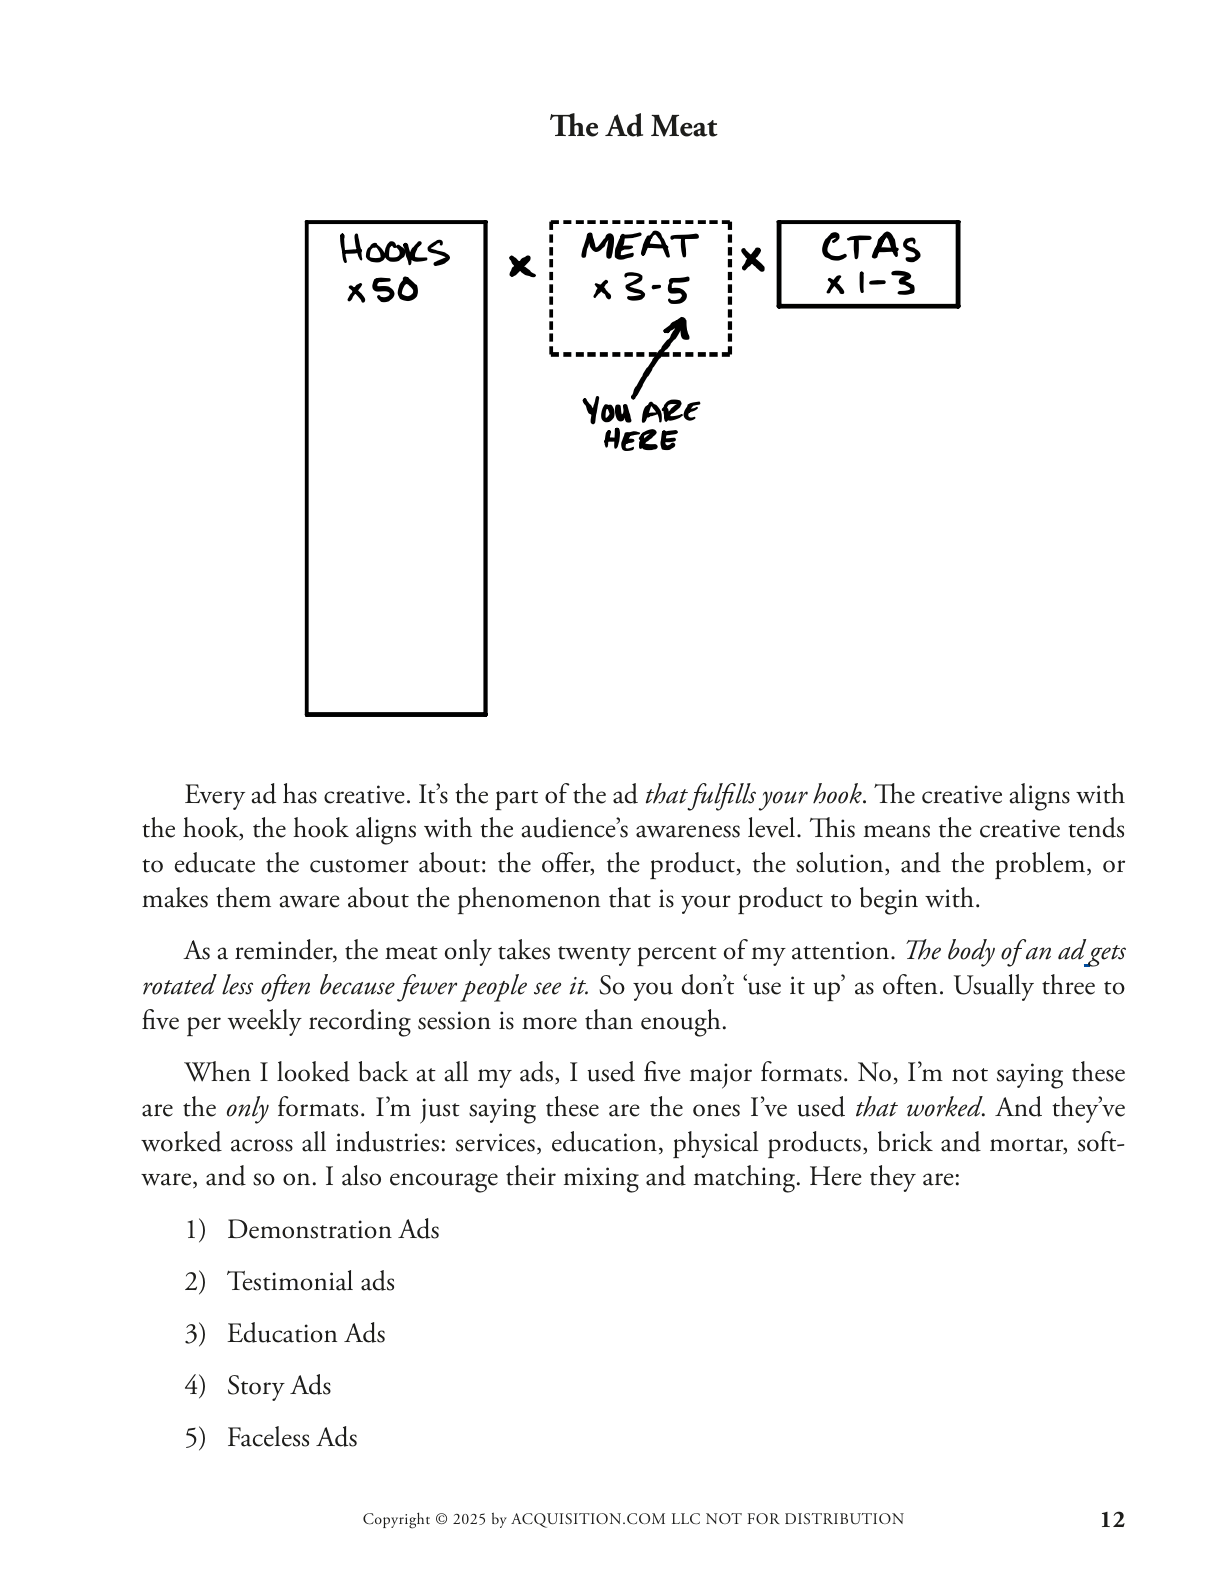 The Ad Meat
HOOKS
x 50
x
MEAT
x 3-5
x
CTAS
x 1-3
YOU ARE
HERE
Every ad has creative. It’s the part of the ad that fulfills your hook. The creative aligns with
the hook, the hook aligns with the audience’s awareness level. This means the creative tends
to educate the customer about: the offer, the product, the solution, and the problem, or
makes them aware about the phenomenon that is your product to begin with.
As a reminder, the meat only takes twenty percent of my attention. The body of an ad gets
rotated less often because fewer people see it. So you don’t ‘use it up’ as often. Usually three to
five per weekly recording session is more than enough.
When I looked back at all my ads, I used five major formats. No, I’m not saying these
are the only formats. I’m just saying these are the ones I’ve used that worked. And they’ve
worked across all industries: services, education, physical products, brick and mortar, soft-
ware, and so on. I also encourage their mixing and matching. Here they are:
1) Demonstration Ads
2) Testimonial ads
3) Education Ads
4) Story Ads
5) Faceless Ads
Copyright © 2025 by ACQUISITION.COM LLC NOT FOR DISTRIBUTION
12